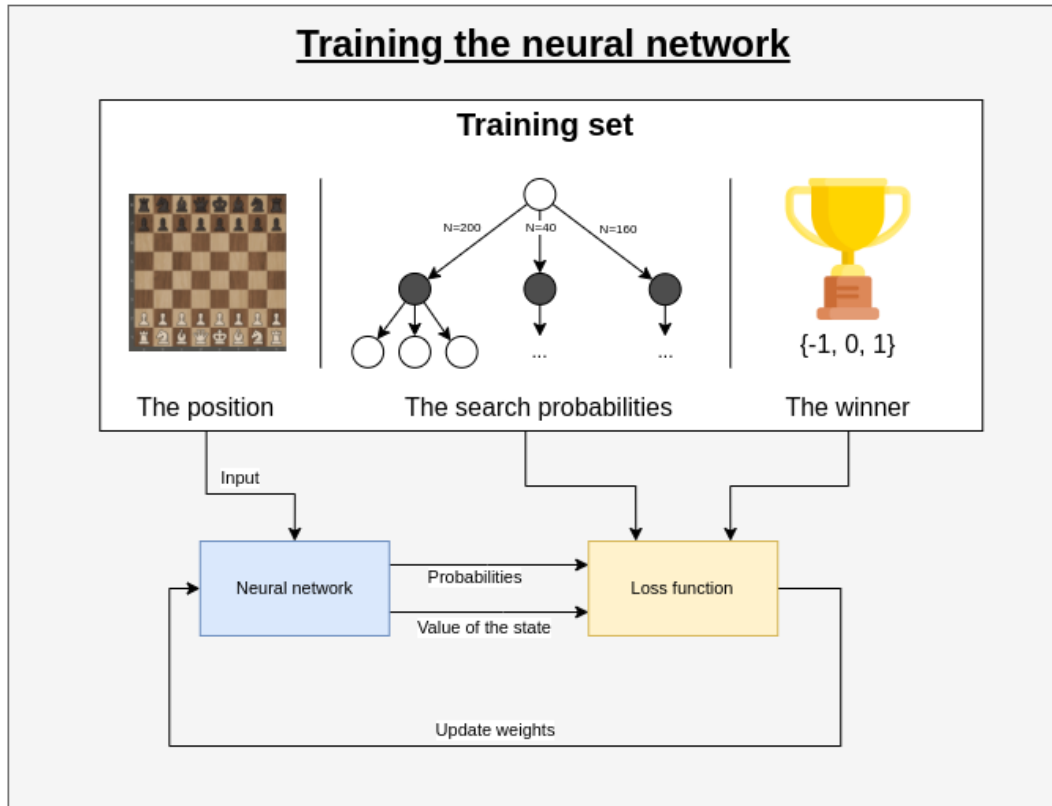 Training the neural network
Training set
N=200
N=40
N=160
...
...
{-1, 0, 1}
The position
The search probabilities
The winner
Input
Neural network
Probabilities
Value of the state
Loss function
Update weights